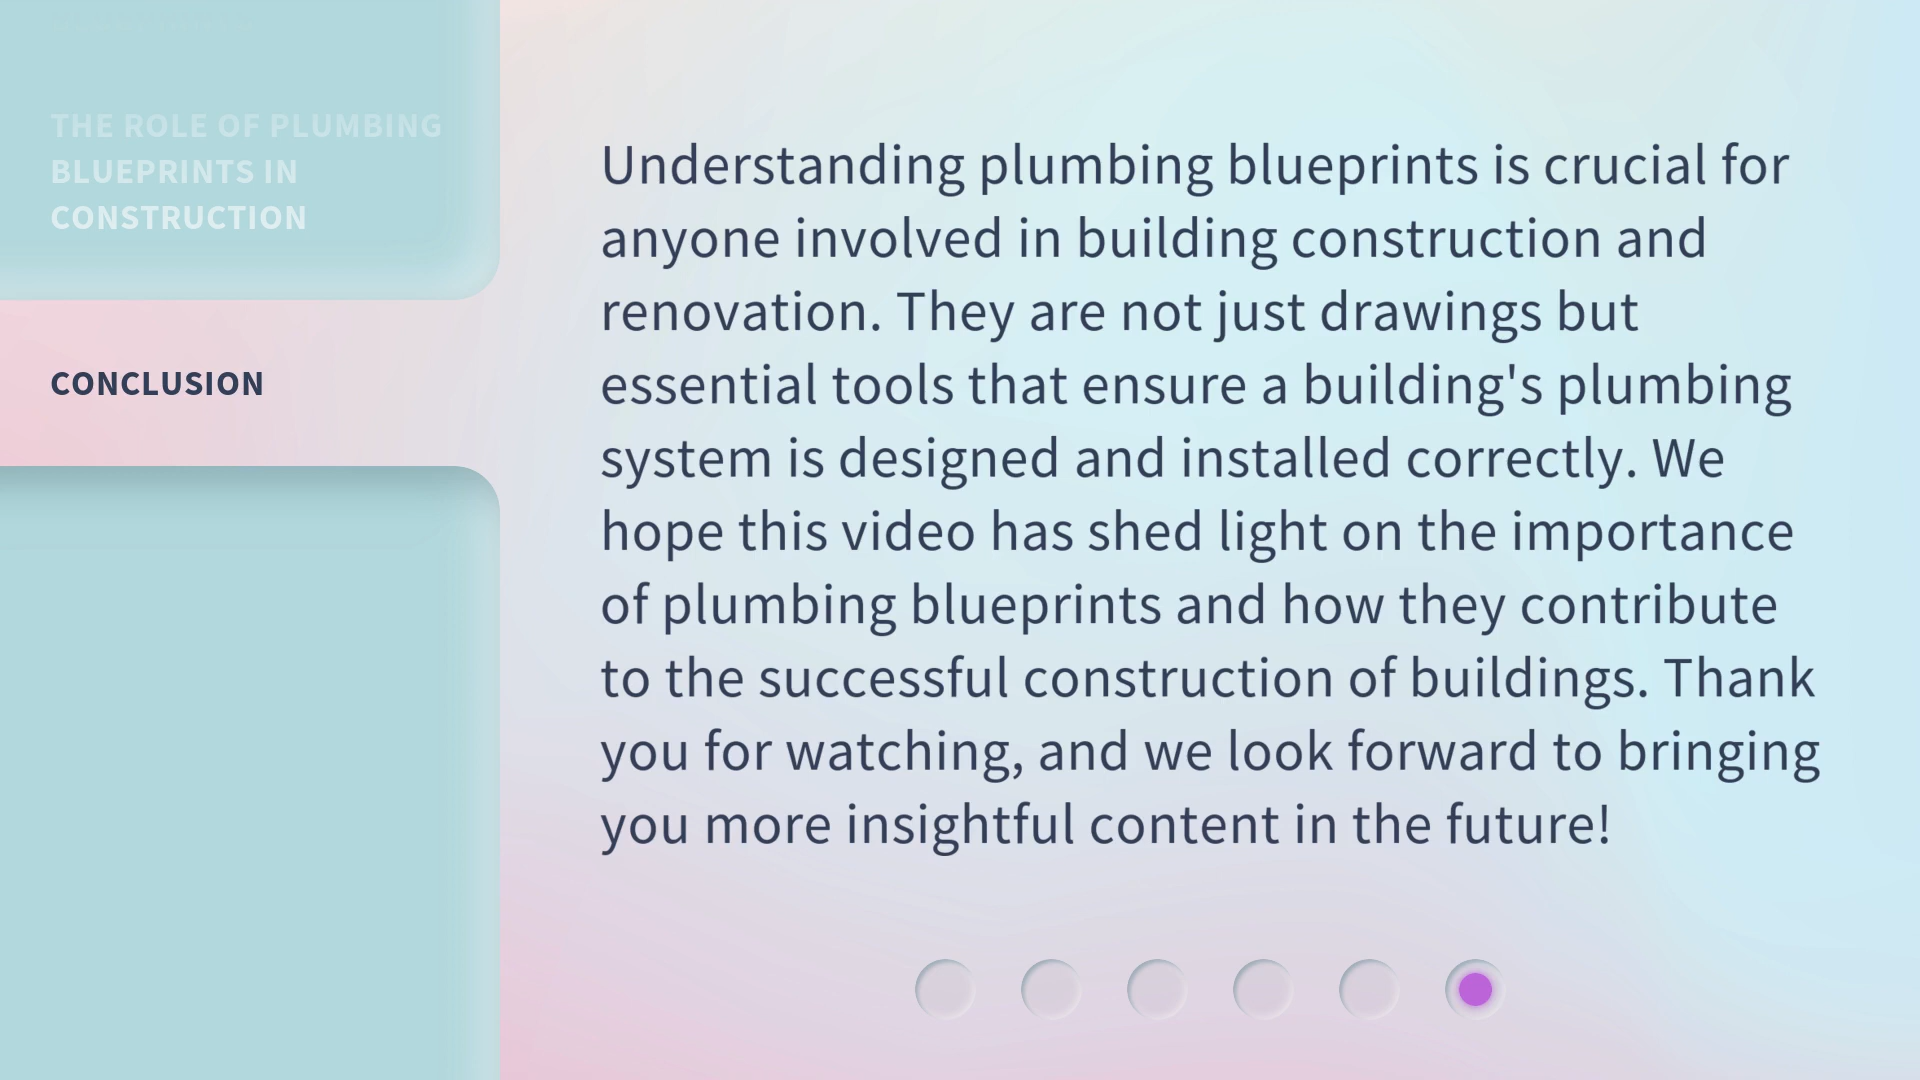 THE ROLE OF PLUMBING
BLUEPRINTS IN
CONSTRUCTION
CONCLUSION
Understanding plumbing blueprints is crucial for
anyone involved in building construction and
renovation. They are not just drawings but
essential tools that ensure a building's plumbing
system is designed and installed correctly. We
hope this video has shed light on the importance
of plumbing blueprints and how they contribute
to the successful construction of buildings. Thank
you for watching, and we look forward to bringing
you more insightful content in the future!